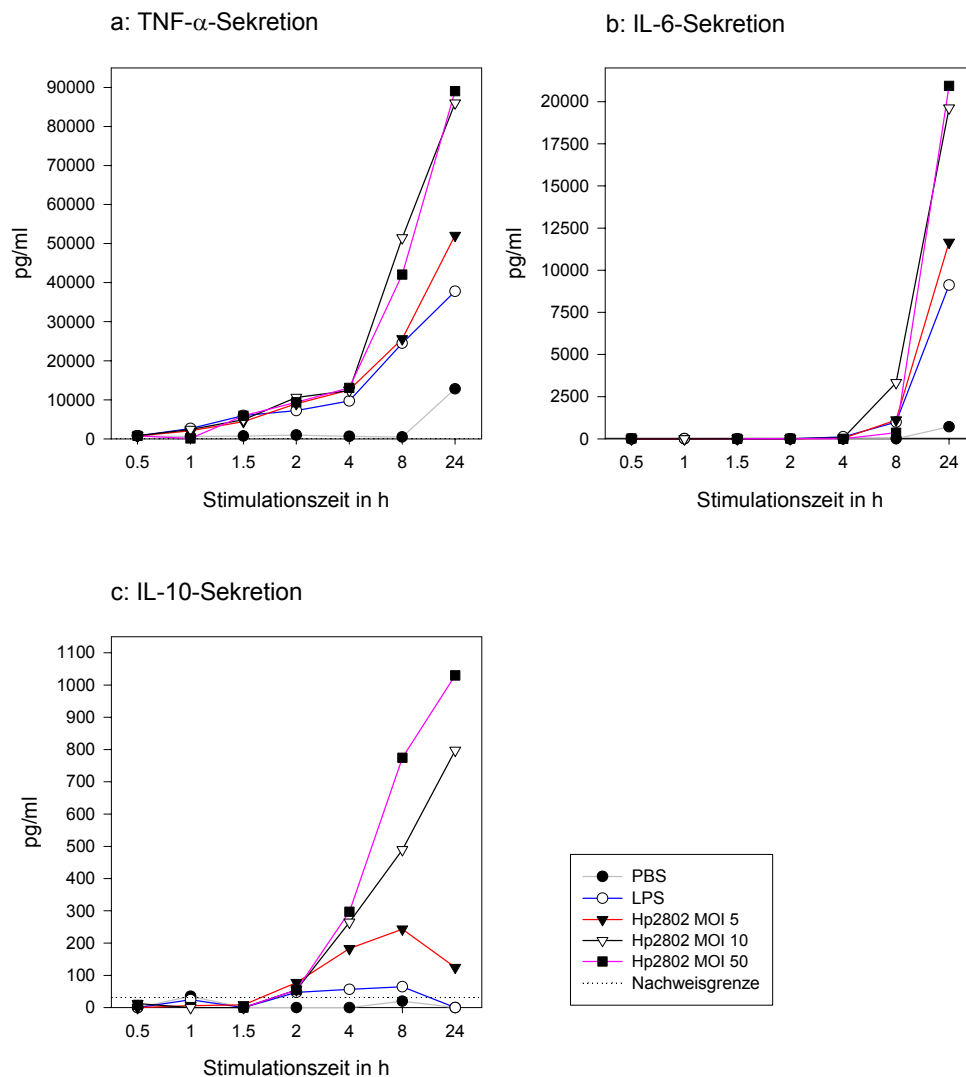 a: TNF-α-Sekretion
pg/ml
90000
80000
70000
60000
50000
40000
30000
20000
10000
0
0.5 1 1.5 2 4 8 24
Stimulationszeit in h
b: IL-6-Sekretion
pg/ml
20000
17500
15000
12500
10000
7500
5000
2500
0
0.5 1 1.5 2 4 8 24
Stimulationszeit in h
c: IL-10-Sekretion
pg/ml
1100
1000
900
800
700
600
500
400
300
200
100
0
0.5 1 1.5 2 4 8 24
Stimulationszeit in h
PBS
LPS
Hp2802 MOI 5
Hp2802 MOI 10
Hp2802 MOI 50
Nachweisgrenze